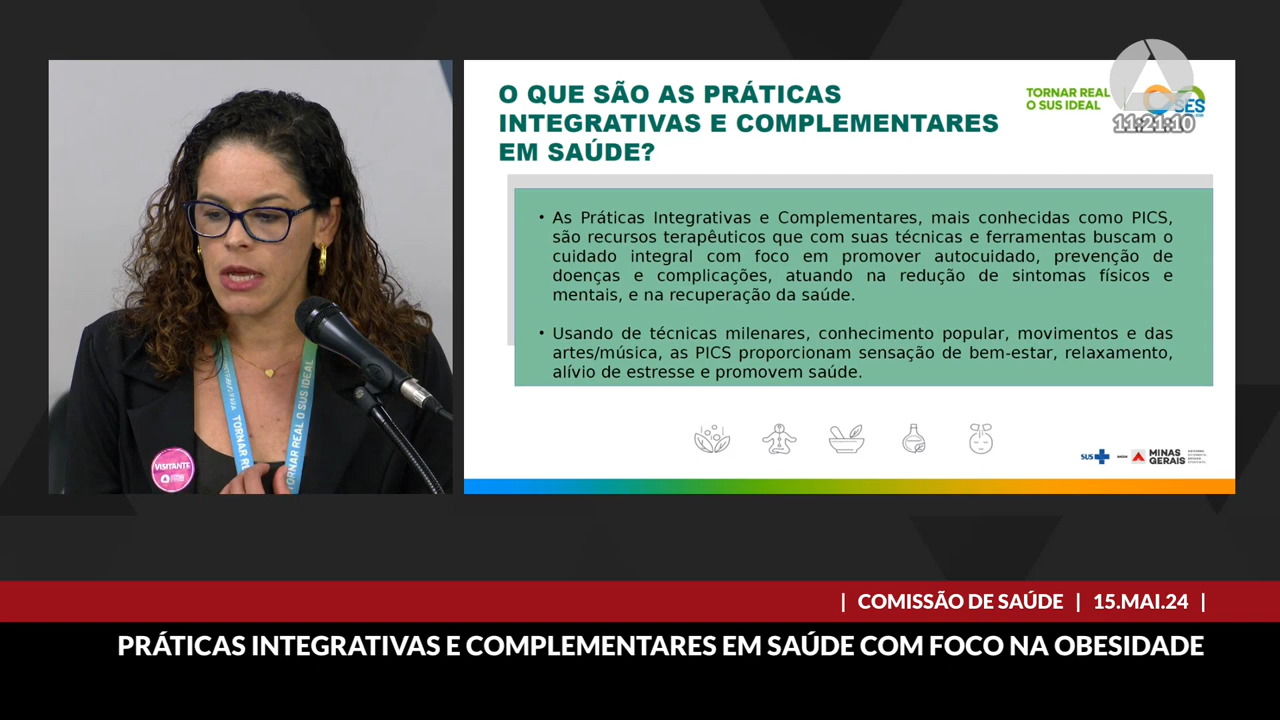 O QUE SÃO AS PRÁTICAS
INTEGRATIVAS E COMPLEMENTARES
EM SAÚDE?
TORNAR REAL
O SUS IDEAL
SES
11:21:10
• As Práticas Integrativas e Complementares, mais conhecidas como PICS,
são recursos terapêuticos que com suas técnicas e ferramentas buscam o
cuidado integral com foco em promover autocuidado, prevenção de
doenças e complicações, atuando na redução de sintomas físicos e
mentais, e na recuperação da saúde.
• Usando de técnicas milenares, conhecimento popular, movimentos e das
artes/música, as PICS proporcionam sensação de bem-estar, relaxamento,
alívio de estresse e promovem saúde.
SUS
MINAS
GERAIS
VISITANTE
TORNAR RE
TORNAR REAL O SUS IDEAL
| COMISSÃO DE SAÚDE | 15.MAI.24 |
PRÁTICAS INTEGRATIVAS E COMPLEMENTARES EM SAÚDE COM FOCO NA OBESIDADE